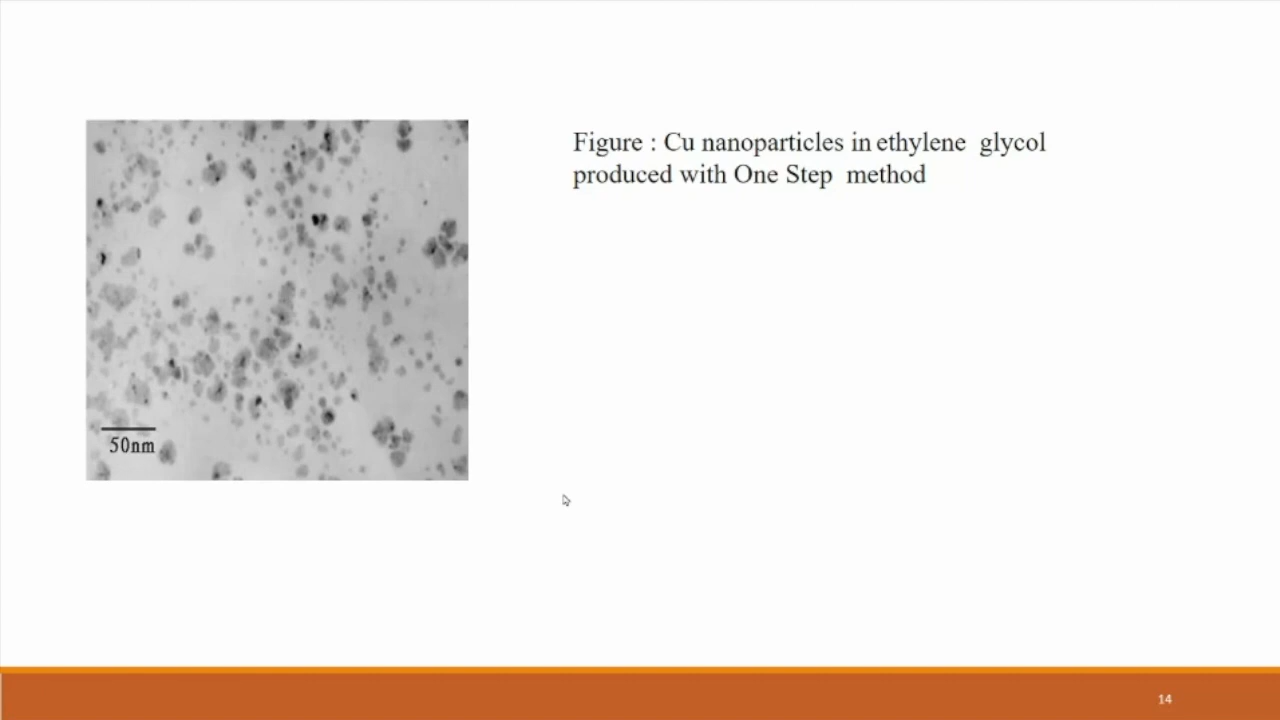 Figure : Cu nanoparticles in ethylene glycol
produced with One Step method
50nm
14